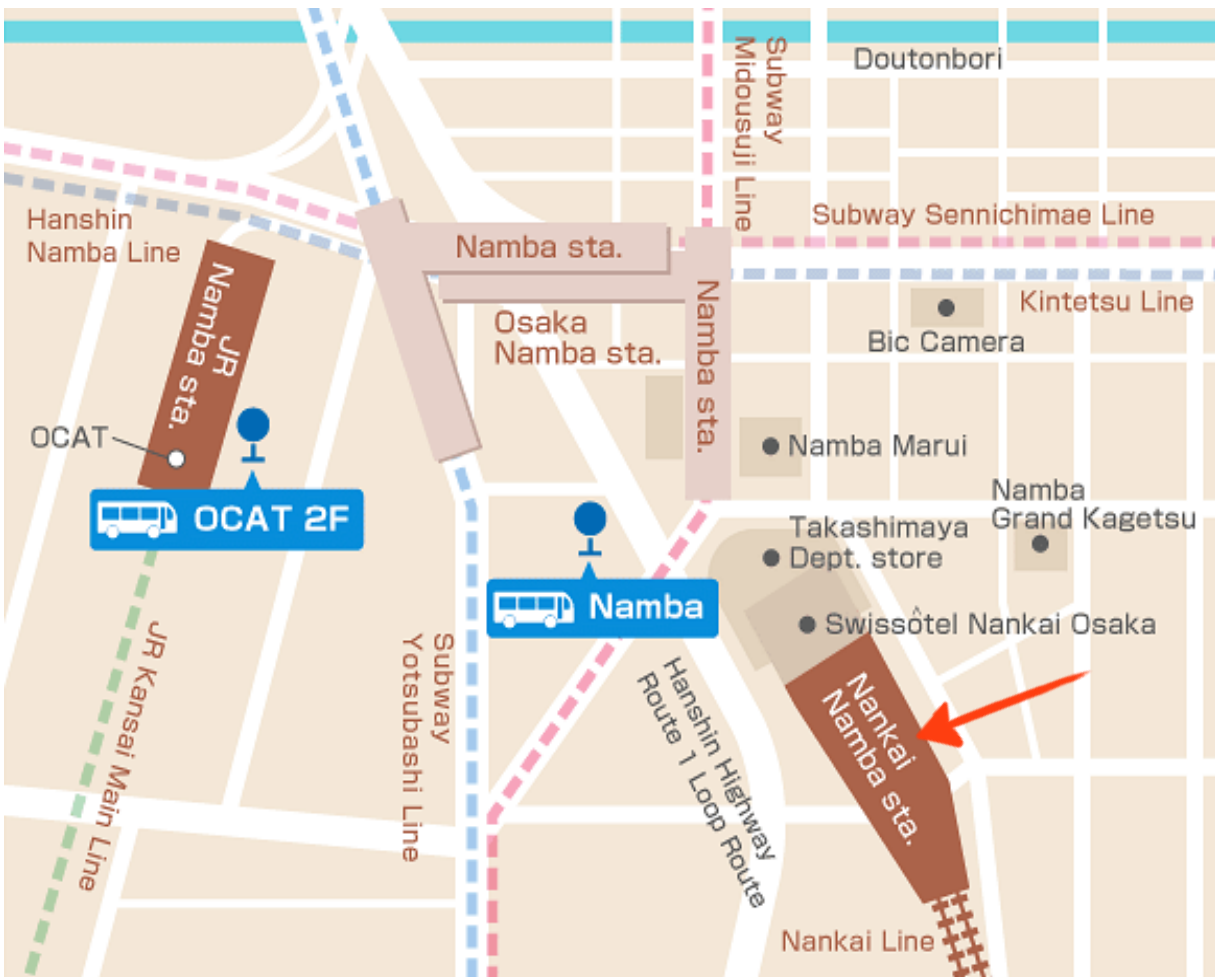 Doutonbori
Subway
Midousuji Line
Hanshin
Namba Line
Subway Sennichimae Line
Namba sta.
Kintetsu Line
JR
Namba sta.
Osaka
Namba sta.
Namba sta.
Bic Camera
OCAT
Namba Marui
OCAT 2F
Namba
Grand Kagetsu
Takashimaya
Dept. store
Namba
Swissôtel Nankai Osaka
JR Kansai Main Line
Subway
Yotsubashi Line
Hanshin Highway
Route 1 Loop Route
Nankai
Namba sta.
Nankai Line